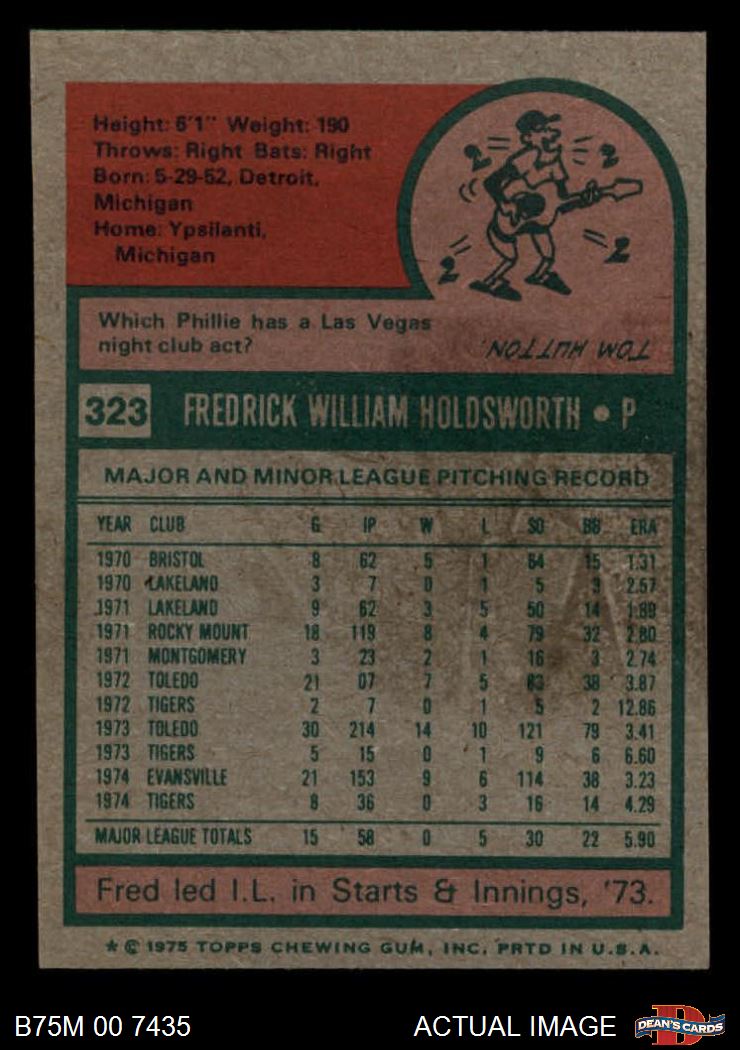 Height: 6'1" Weight: 190
Throws: Right Bats: Right
Born: 5-29-52, Detroit,
Michigan
Home: Ypsilanti,
Michigan
2 2
2 2
Which Phillie has a Las Vegas
night club act?
TOM HUTTON.
323 FREDRICK WILLIAM HOLDSWORTH • P
MAJOR AND MINOR LEAGUE PITCHING RECORD
YEAR CLUB G IP W L SO BB ERA
1970 BRISTOL 8 62 5 1 64 15 1.31
1970 LAKELAND 3 7 0 1 5 3 2.57
1971 LAKELAND 9 62 3 5 50 14 1.89
1971 ROCKY MOUNT 18 119 8 4 79 32 2.80
1971 MONTGOMERY 3 23 2 1 16 3 2.74
1972 TOLEDO 21 07 7 5 83 38 3.87
1972 TIGERS 2 7 0 1 5 2 12.86
1973 TOLEDO 30 214 14 10 121 79 3.41
1973 TIGERS 5 15 0 1 9 6 6.60
1974 EVANSVILLE 21 153 9 6 114 38 3.23
1974 TIGERS 8 36 0 3 16 14 4.29
MAJOR LEAGUE TOTALS 15 58 0 5 30 22 5.90
Fred led I.L. in Starts & Innings, '73.
* © 1975 TOPPS CHEWING GUM, INC. PRTD IN U.S.A.
B75M 00 7435 ACTUAL IMAGE D DEAN'S CARDS